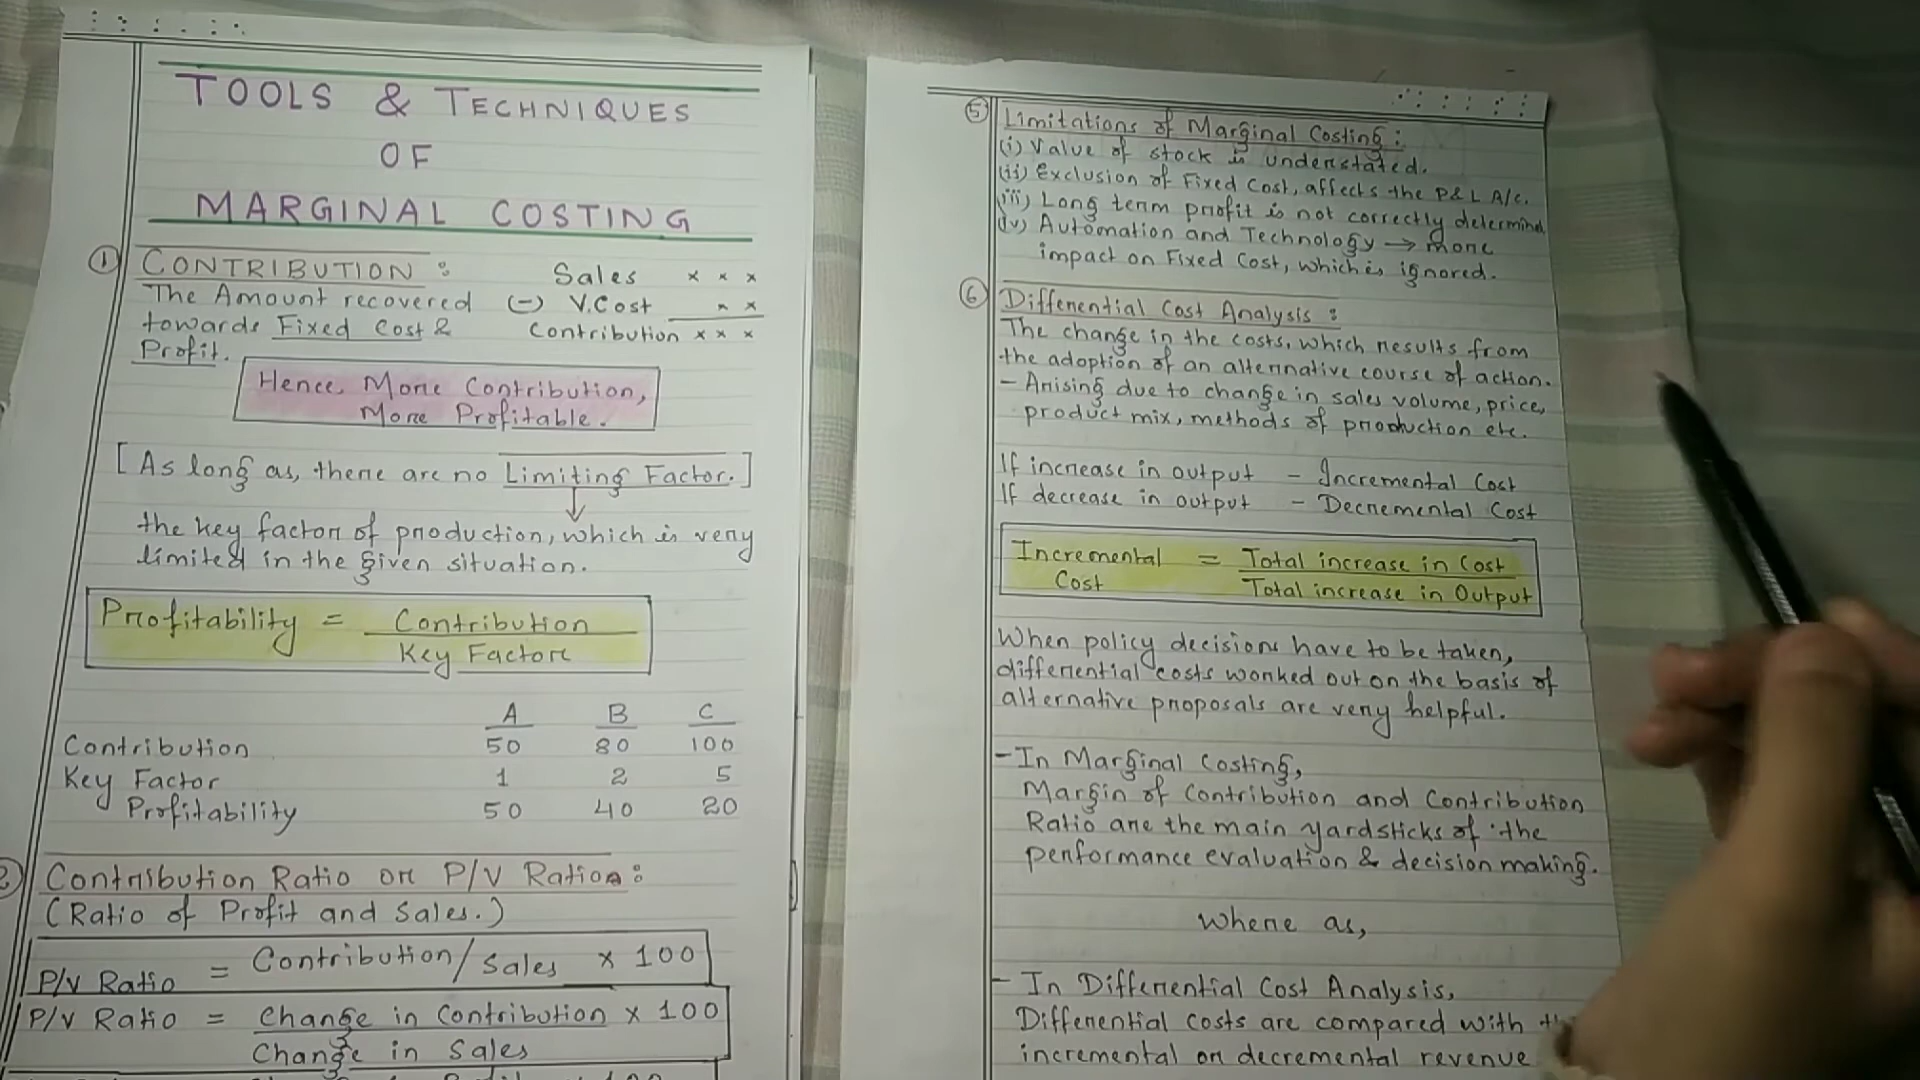 TOOLS & TECHNIQUES
OF
MARGINAL COSTING
① CONTRIBUTION :
The Amount recovered
towards Fixed Cost &
Profit.
Sales × × ×
(-) V.Cost × ×
Contribution × × ×
Hence, More Contribution,
More Profitable.
[As long as, there are no Limiting Factor.]
the key factor of production, which is very
limited in the given situation.
Profitability = Contribution
Key Factor
A B C
Contribution 50 80 100
Key Factor 1 2 5
Profitability 50 40 20
2 Contribution Ratio or P/V Ratio:
(Ratio of Profit and Sales.)
P/V Ratio = Contribution/Sales × 100
P/V Ratio = Change in Contribution × 100
Change in Sales
⑤ Limitations of Marginal Costing:
(i) Value of stock is understated.
(ii) Exclusion of Fixed Cost, affects the P&L A/c.
(iii) Long term profit is not correctly determind
(iv) Automation and Technology → more
impact on Fixed Cost, which is ignored.
⑥ Differential Cost Analysis :
The change in the costs, which results from
the adoption of an alternative course of action.
- Arising due to change in sales volume, price,
product mix, methods of production etc.
If increase in output - Incremental Cost
If decrease in output - Decremental Cost
Incremental Cost = Total increase in Cost
Total increase in Output
When policy decisions have to be taken,
differential costs worked out on the basis of
alternative proposals are very helpful.
- In Marginal Costing,
Margin of Contribution and Contribution
Ratio are the main yardsticks of the
performance evaluation & decision making.
Where as,
- In Differential Cost Analysis,
Differential Costs are compared with
incremental or decremental revenue